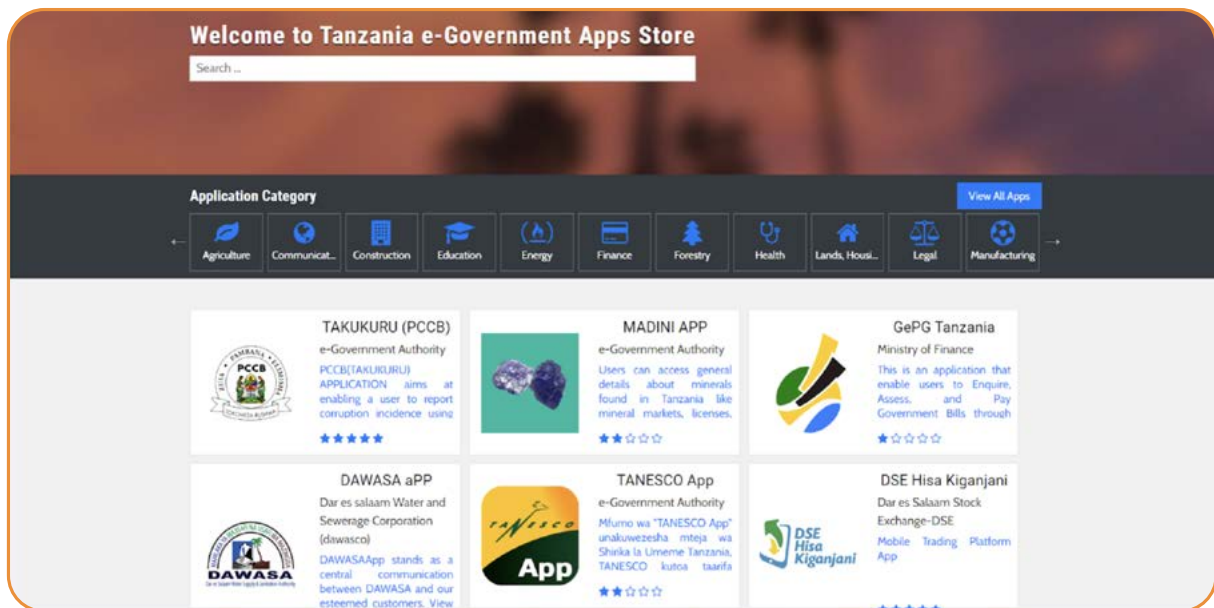 Welcome to Tanzania e-Government Apps Store
Search ...
Application Category
View All Apps
←
Agriculture
Communicat...
Construction
Education
Energy
Finance
Forestry
Health
Lands, Housi...
Legal
Manufacturing
→
TAKUKURU (PCCB)
e-Government Authority
PCCB(TAKUKURU)
APPLICATION aims at
enabling a user to report
corruption incidence using
PAMBANA
PCCB
MADINI APP
e-Government Authority
Users can access general
details about minerals
found in Tanzania like
mineral markets, licenses,
GePG Tanzania
Ministry of Finance
This is an application that
enable users to Enquire,
Assess, and Pay
Government Bills through
DAWASA aPP
Dar es salaam Water and
Sewerage Corporation
(dawasco)
DAWASAApp stands as a
central communication
between DAWASA and our
esteemed customers. View
DAWASA
TANESCO App
e-Government Authority
Mfumo wa "TANESCO App"
unakuwezesha mteja wa
Shinka la Umeme Tanzania,
TANESCO kutoa taarifa
TANESCO
App
DSE Hisa Kiganjani
Dar es Salaam Stock
Exchange-DSE
Mobile Trading Platform
App
DSE
Hisa
Kiganjani